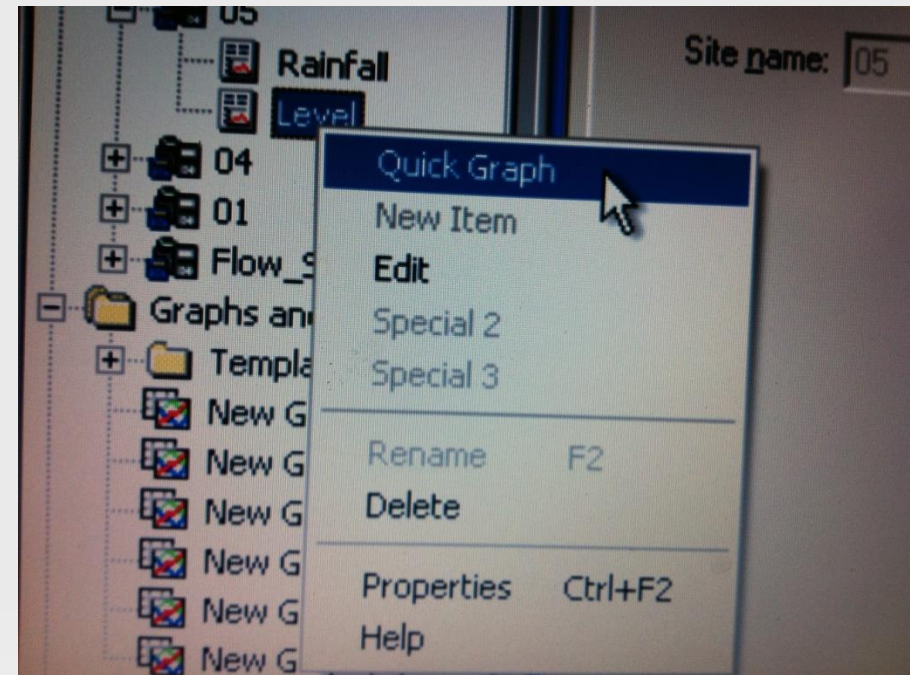 05
Rainfall
Level
04
01
Flow_S
Graphs an
Templa
New G
New G
New G
New G
New G
New G
Quick Graph
New Item
Edit
Special 2
Special 3
Rename F2
Delete
Properties Ctrl+F2
Help
Site name: 05